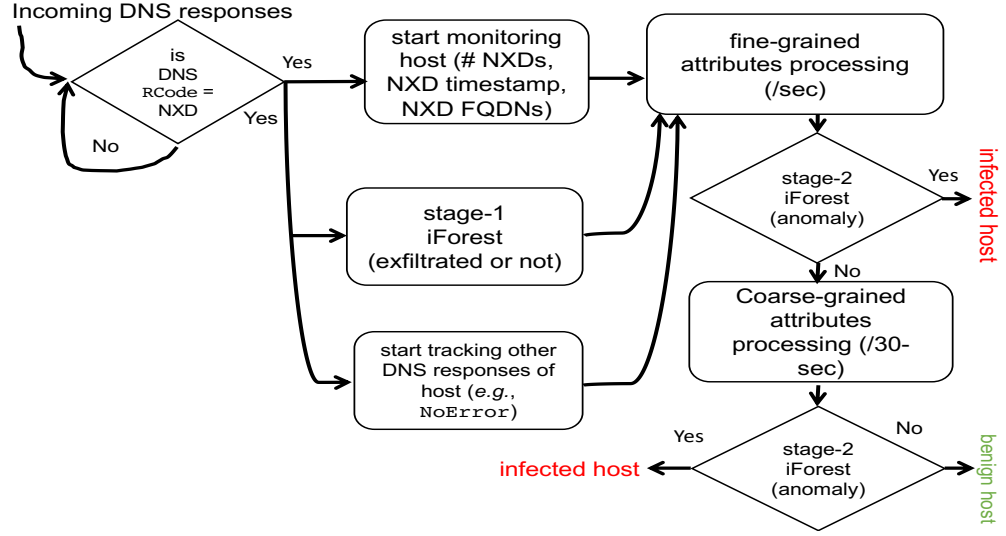 Incoming DNS responses
is
DNS
RCode =
NXD
Yes
Yes
No
start monitoring
host (# NXDs,
NXD timestamp,
NXD FQDNs)
fine-grained
attributes processing
(/sec)
stage-1
iForest
(exfiltrated or not)
start tracking other
DNS responses of
host (e.g.,
NoError)
stage-2
iForest
(anomaly)
Yes
infected host
No
Coarse-grained
attributes
processing (/30-
sec)
stage-2
iForest
(anomaly)
Yes
infected host
No
benign host